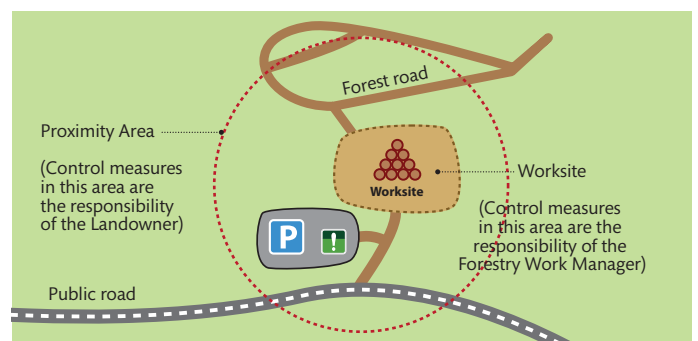 Forest road
Proximity Area
(Control measures
in this area are
the responsibility
of the Landowner)
Worksite
Worksite
(Control measures
in this area are the
responsibility of the
Forestry Work Manager)
P
!
Public road